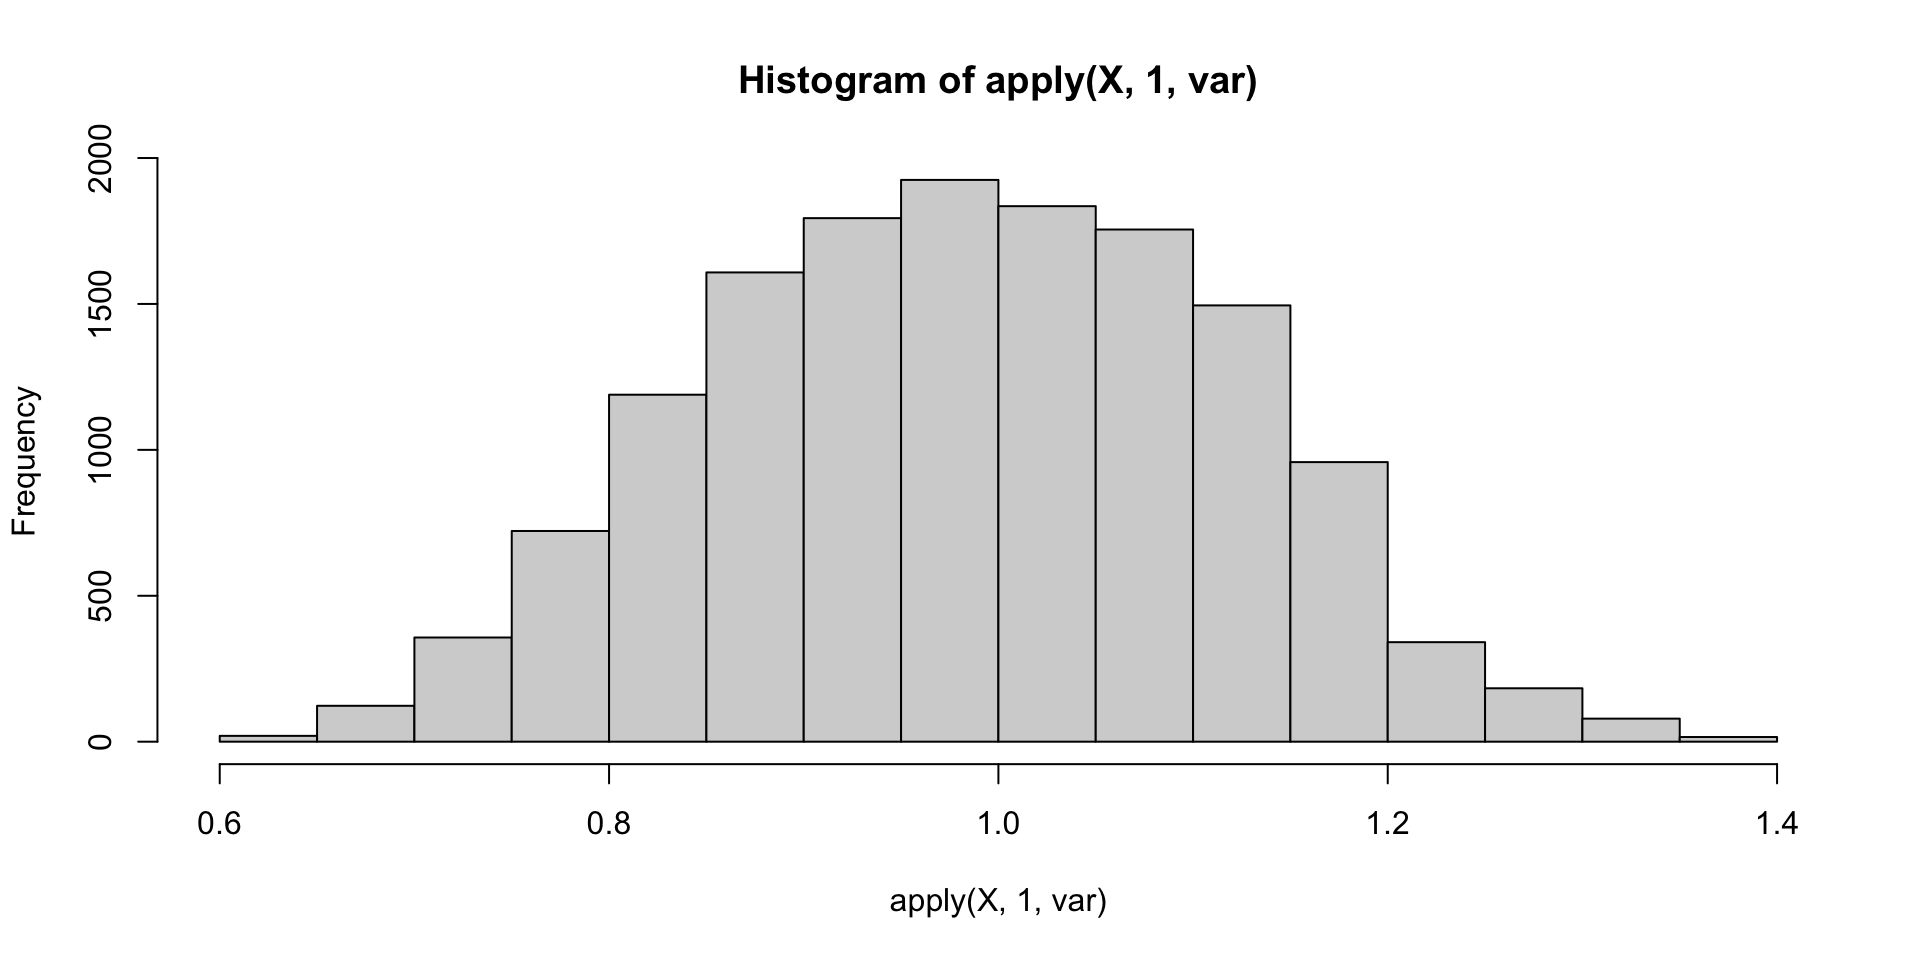 Histogram of apply(X, 1, var)
Frequency
2000
1500
1000
500
0
0.6 0.8 1.0 1.2 1.4
apply(X, 1, var)